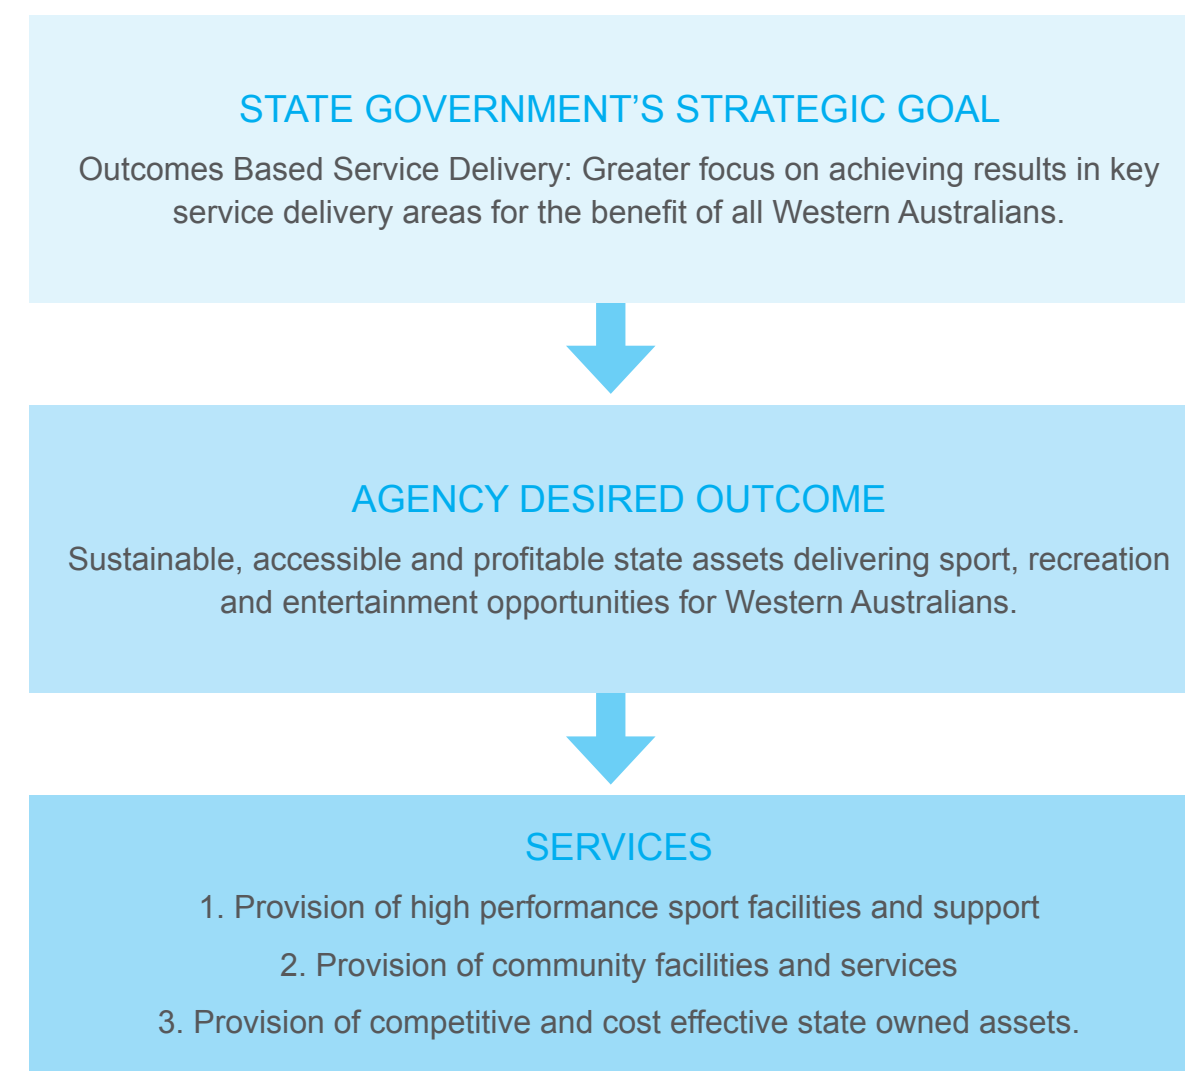 STATE GOVERNMENT’S STRATEGIC GOAL
Outcomes Based Service Delivery: Greater focus on achieving results in key
service delivery areas for the benefit of all Western Australians.
AGENCY DESIRED OUTCOME
Sustainable, accessible and profitable state assets delivering sport, recreation
and entertainment opportunities for Western Australians.
SERVICES
1. Provision of high performance sport facilities and support
2. Provision of community facilities and services
3. Provision of competitive and cost effective state owned assets.